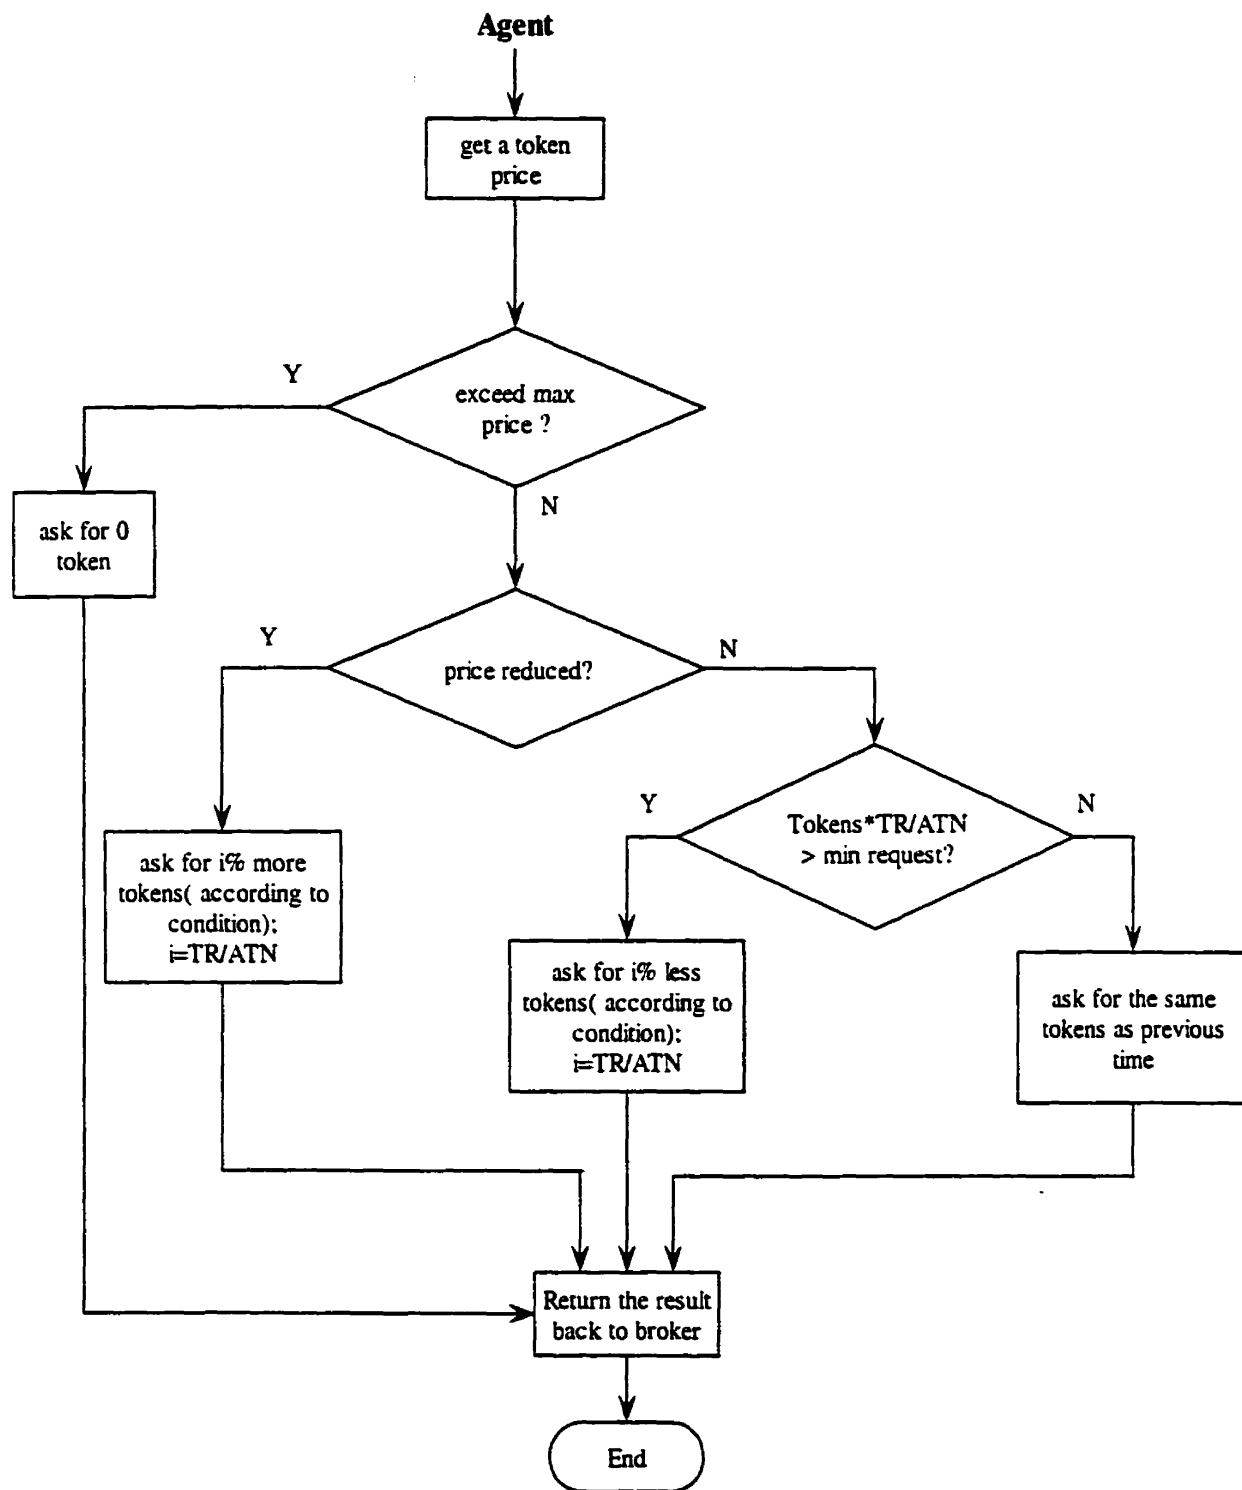 Agent
get a token
price
Y
exceed max
price ?
N
ask for 0
token
Y
price reduced?
N
Y
Tokens*TR/ATN
> min request?
N
ask for i% more
tokens( according to
condition);
i=TR/ATN
ask for i% less
tokens( according to
condition);
i=TR/ATN
ask for the same
tokens as previous
time
Return the result
back to broker
End